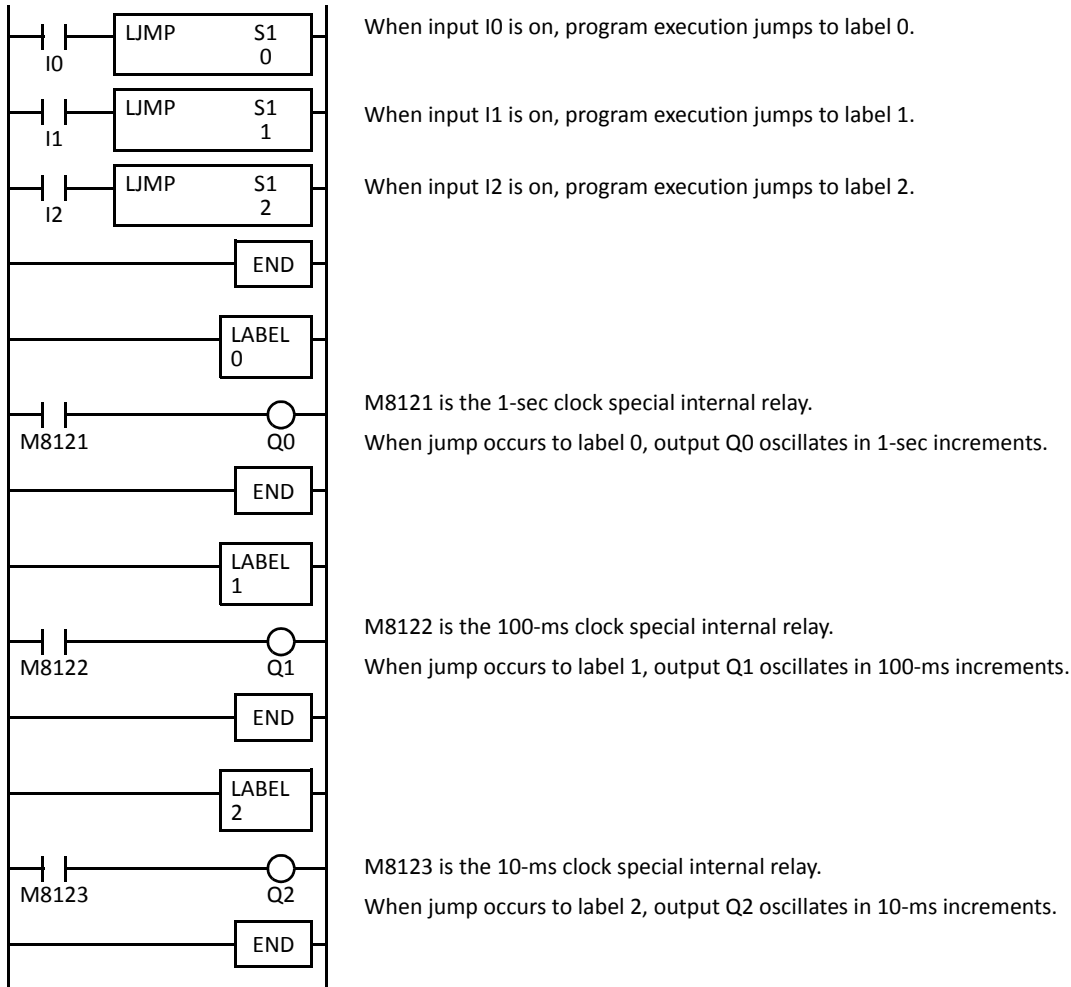 LJMP S1 When input I0 is on, program execution jumps to label 0.
I0 0
LJMP S1 When input I1 is on, program execution jumps to label 1.
I1 1
LJMP S1 When input I2 is on, program execution jumps to label 2.
I2 2
END
LABEL
0
M8121 is the 1-sec clock special internal relay.
M8121 Q0 When jump occurs to label 0, output Q0 oscillates in 1-sec increments.
END
LABEL
1
M8122 is the 100-ms clock special internal relay.
M8122 Q1 When jump occurs to label 1, output Q1 oscillates in 100-ms increments.
END
LABEL
2
M8123 is the 10-ms clock special internal relay.
M8123 Q2 When jump occurs to label 2, output Q2 oscillates in 10-ms increments.
END